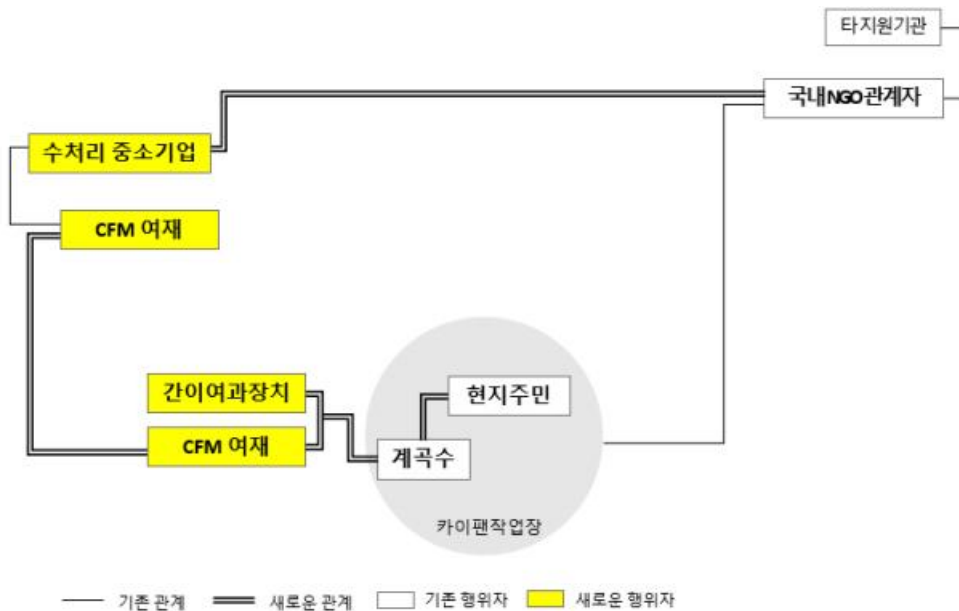 타지원기관
국내NGO관계자
수처리 중소기업
CFM 여재
간이여과장치
현지주민
CFM 여재
계곡수
카이팬작업장
기존 관계 새로운 관계 기존 행위자 새로운 행위자